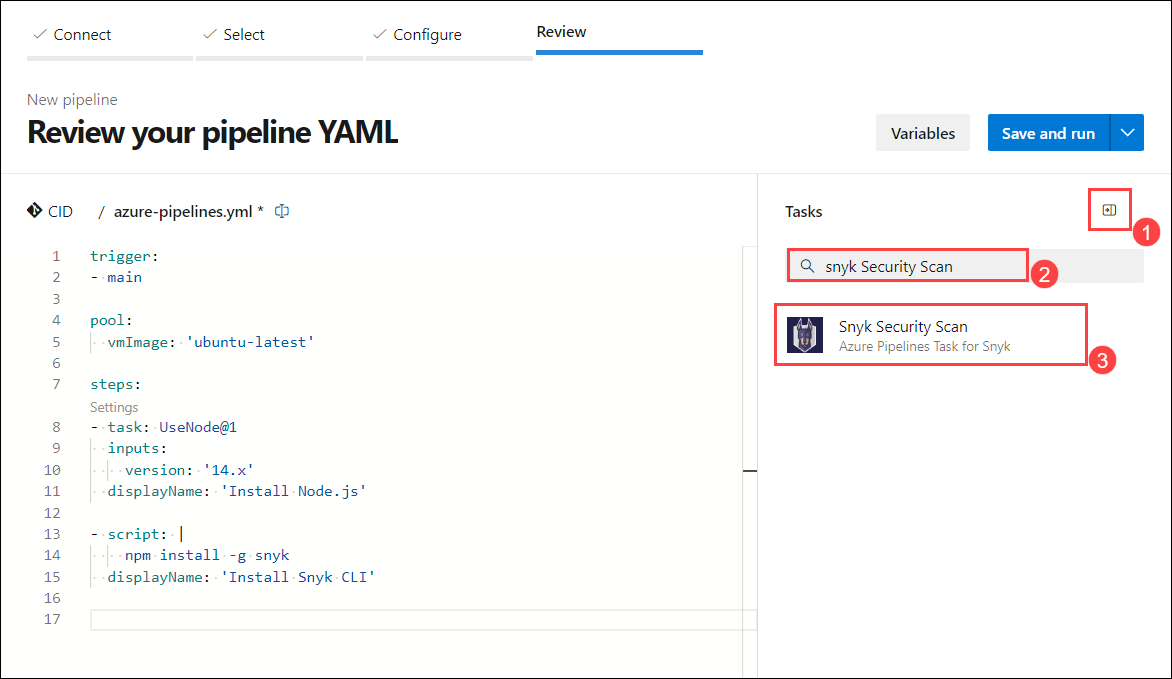 Connect
Select
Configure
Review
New pipeline
Review your pipeline YAML
Variables
Save and run
CID / azure-pipelines.yml *
1 trigger:
2 - main
3
4 pool:
5   vmImage: 'ubuntu-latest'
6
7 steps:
Settings
8 - task: UseNode@1
9   inputs:
10     version: '14.x'
11   displayName: 'Install Node.js'
12
13 - script: |
14     npm install -g snyk
15   displayName: 'Install Snyk CLI'
16
17
Tasks
1
snyk Security Scan
2
Snyk Security Scan
Azure Pipelines Task for Snyk
3